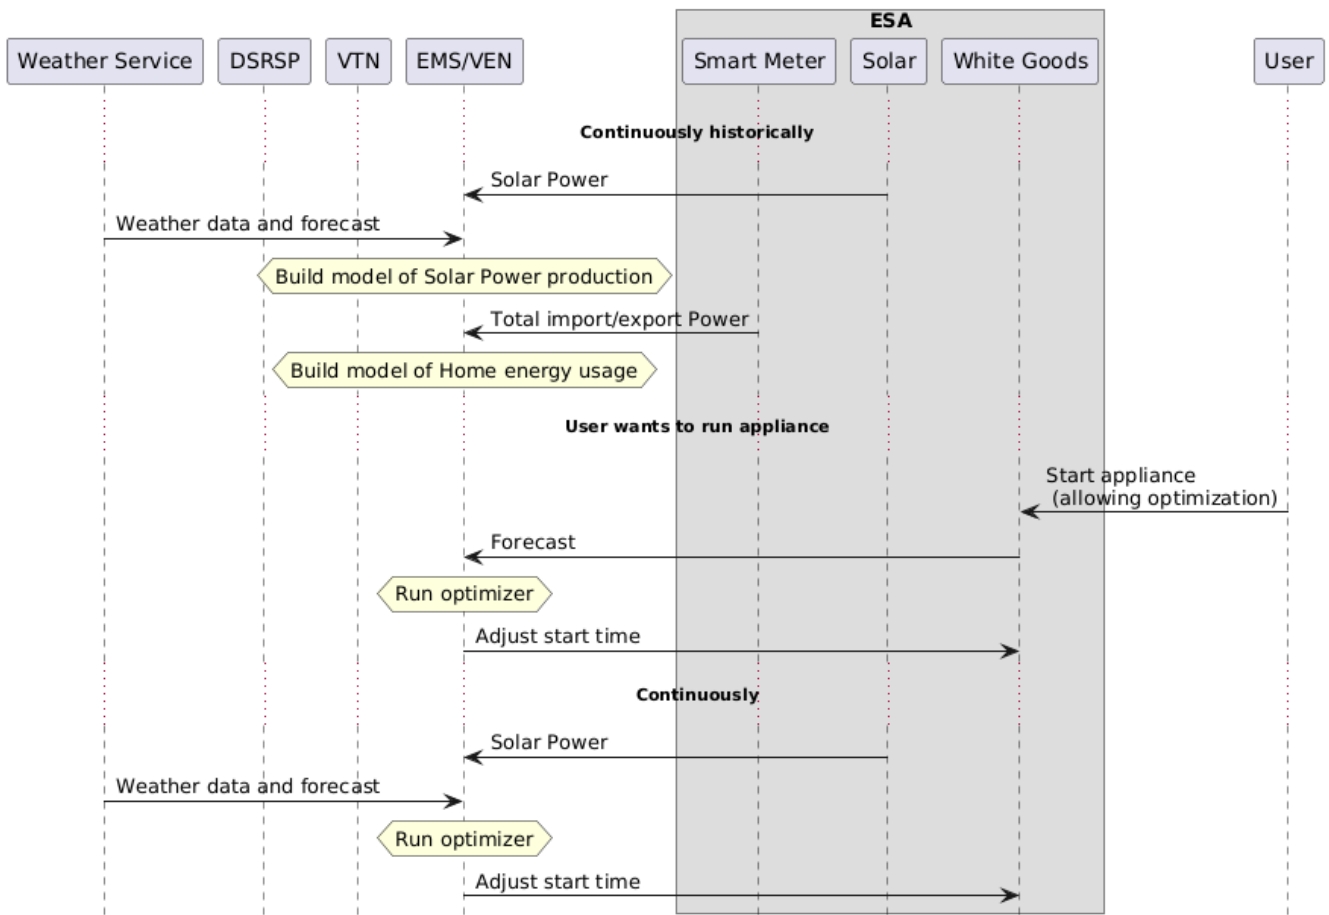 ESA
Weather Service
DSRSP
VTN
EMS/VEN
Smart Meter
Solar
White Goods
User
Continuously historically
Solar Power
Weather data and forecast
Build model of Solar Power production
Total import/export Power
Build model of Home energy usage
User wants to run appliance
Start appliance
(allowing optimization)
Forecast
Run optimizer
Adjust start time
Continuously
Solar Power
Weather data and forecast
Run optimizer
Adjust start time